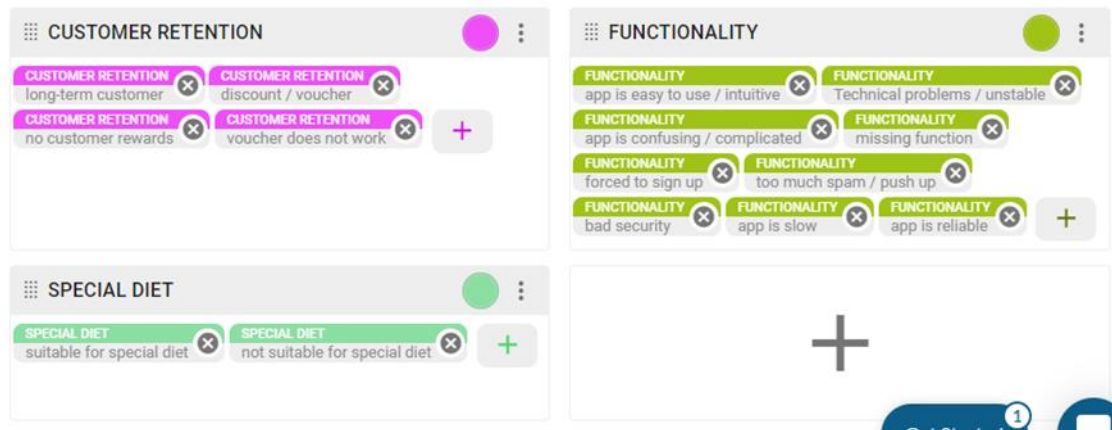 CUSTOMER RETENTION
CUSTOMER RETENTION
long-term customer
CUSTOMER RETENTION
discount / voucher
CUSTOMER RETENTION
no customer rewards
CUSTOMER RETENTION
voucher does not work
+
FUNCTIONALITY
FUNCTIONALITY
app is easy to use / intuitive
FUNCTIONALITY
Technical problems / unstable
FUNCTIONALITY
app is confusing / complicated
FUNCTIONALITY
missing function
FUNCTIONALITY
forced to sign up
FUNCTIONALITY
too much spam / push up
FUNCTIONALITY
bad security
FUNCTIONALITY
app is slow
FUNCTIONALITY
app is reliable
+
SPECIAL DIET
SPECIAL DIET
suitable for special diet
SPECIAL DIET
not suitable for special diet
+
+
1